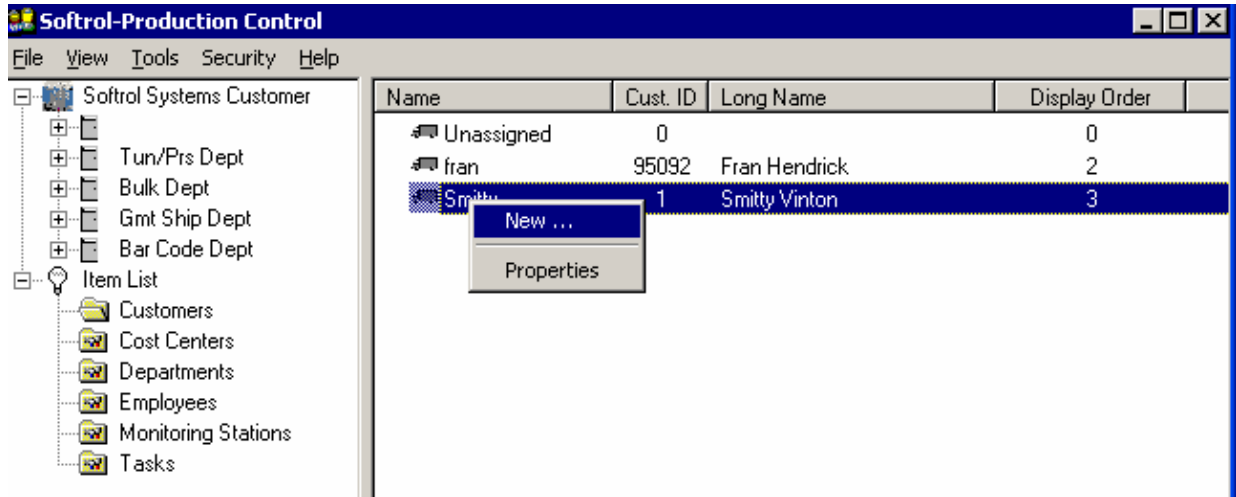 Softrol-Production Control
File View Tools Security Help
Softrol Systems Customer
Tun/Prs Dept
Bulk Dept
Gmt Ship Dept
Bar Code Dept
Item List
Customers
Cost Centers
Departments
Employees
Monitoring Stations
Tasks
Name Cust. ID Long Name Display Order
Unassigned 0 0
fran 95092 Fran Hendrick 2
Smitty 1 Smitty Vinton 3
New ...
Properties